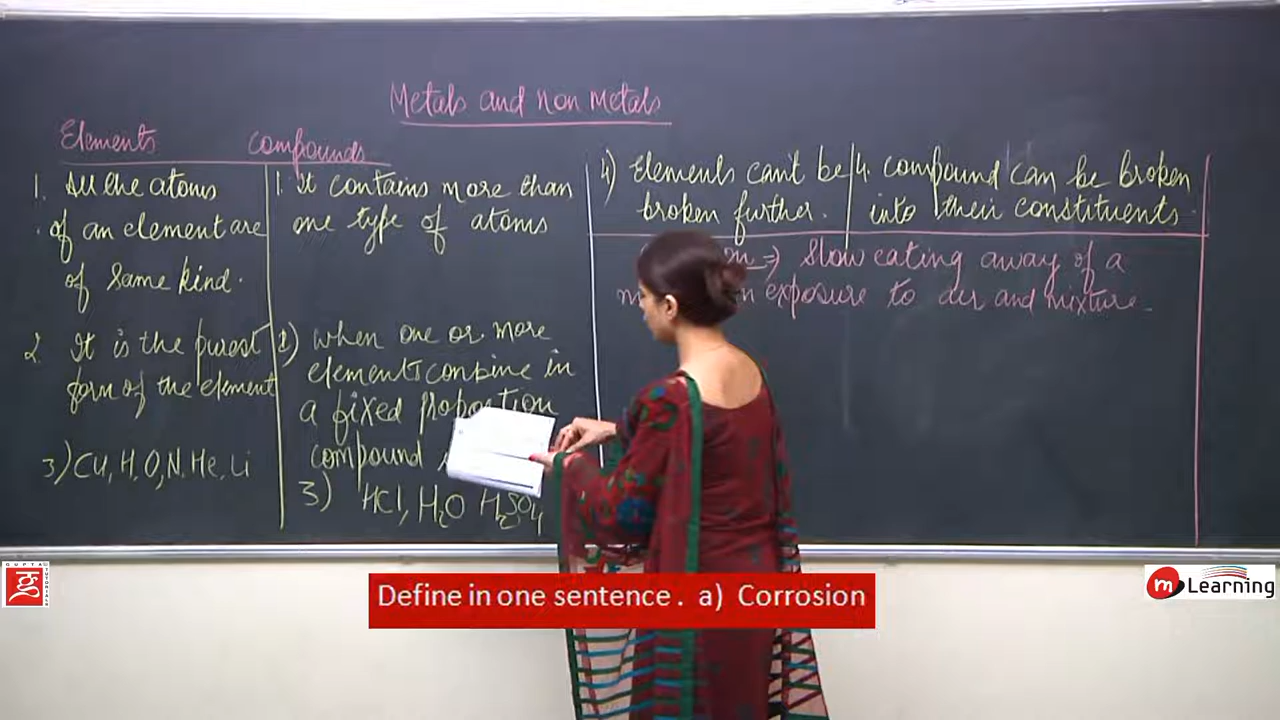 Metals and non Metals
Elements
Compounds
1. All the atoms
of an element are
of same kind.
2. It is the purest
form of the element
3) Cu, H, O, N, He, Li
1. It contains more than
one type of atoms
2) when one or more
elements conbine in
a fixed proportion
compound
3) HCl, H2O H2SO4
4) Elements can't be
broken further.
4. compound can be broken
into their constituents
=> Slow eating away of a
exposure to air and mixture
GUPTA
TUTORIALS
Define in one sentence . a) Corrosion
m Learning